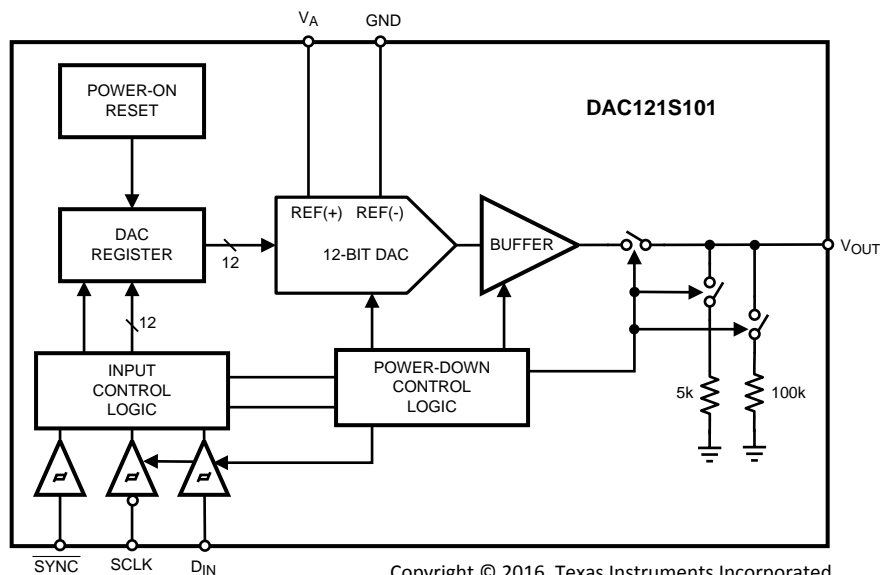 VA GND
POWER-ON
RESET
DAC121S101
REF(+) REF(-)
DAC
REGISTER
12
12-BIT DAC
BUFFER
VOUT
12
INPUT
CONTROL
LOGIC
POWER-DOWN
CONTROL
LOGIC
5k
100k
SYNC SCLK DIN
Copyright © 2016, Texas Instruments Incorporated